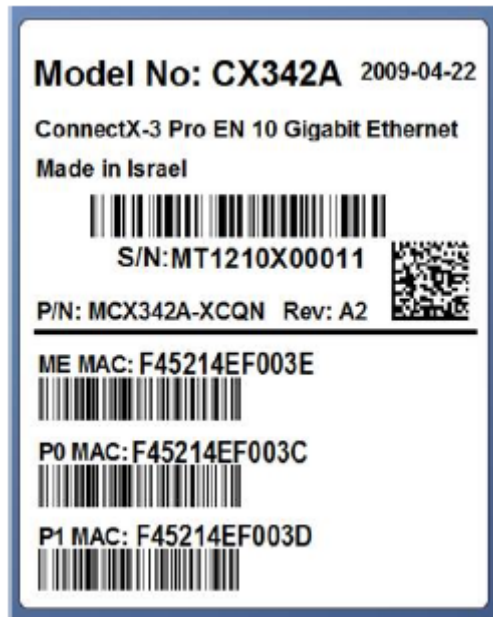 Model No: CX342A 2009-04-22
ConnectX-3 Pro EN 10 Gigabit Ethernet
Made in Israel
S/N:MT1210X00011
P/N: MCX342A-XCQN Rev: A2
ME MAC: F45214EF003E
P0 MAC: F45214EF003C
P1 MAC: F45214EF003D